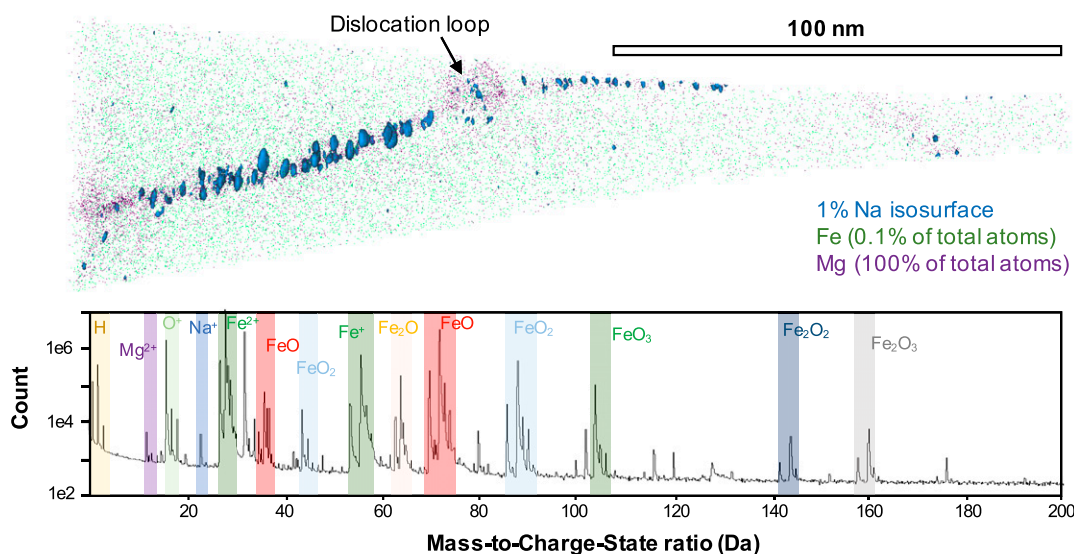 Dislocation loop
100 nm
1% Na isosurface
Fe (0.1% of total atoms)
Mg (100% of total atoms)
H
Mg²⁺
O⁺
Na⁺
Fe²⁺
FeO
FeO₂
Fe⁺
Fe₂O
FeO
FeO₂
FeO₃
Fe₂O₂
Fe₂O₃
Count
1e6
1e4
1e2
20 40 60 80 100 120 140 160 180 200
Mass-to-Charge-State ratio (Da)